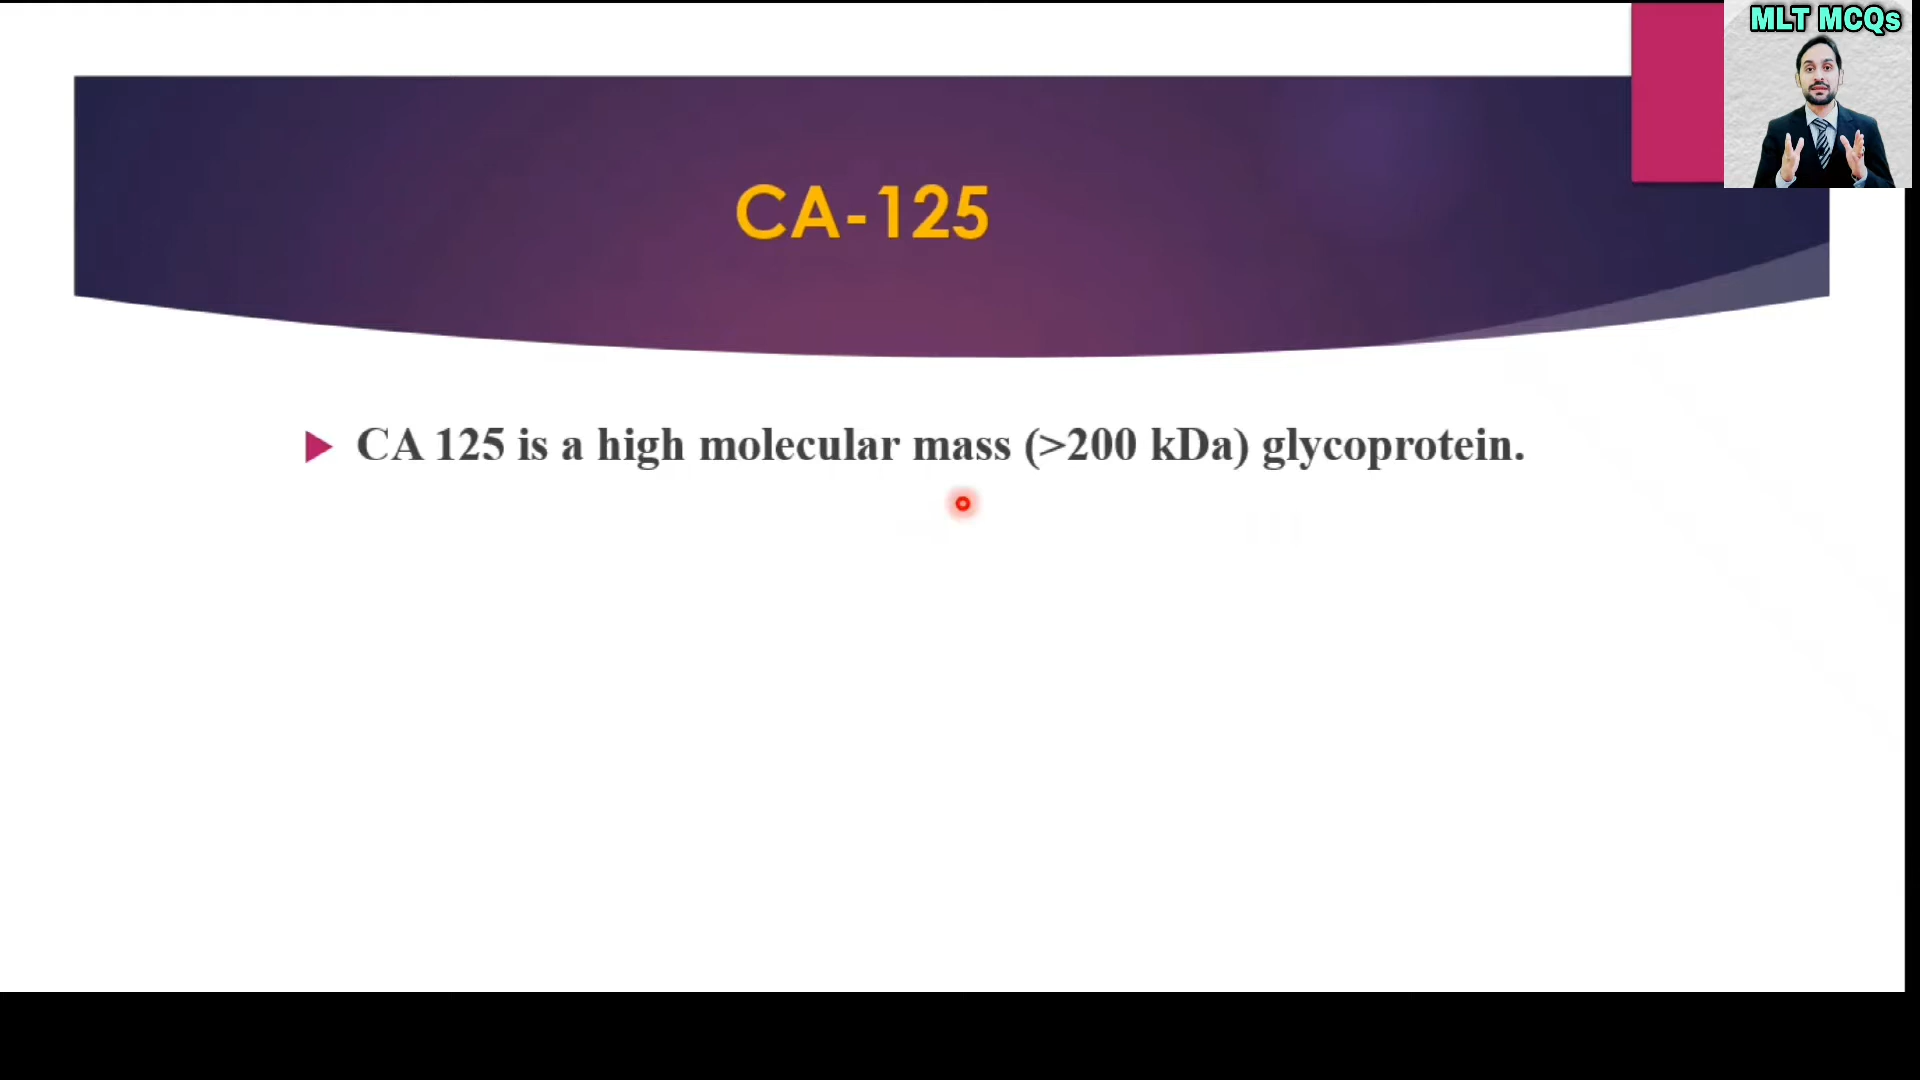 MLT MCQs
CA-125
CA 125 is a high molecular mass (>200 kDa) glycoprotein.